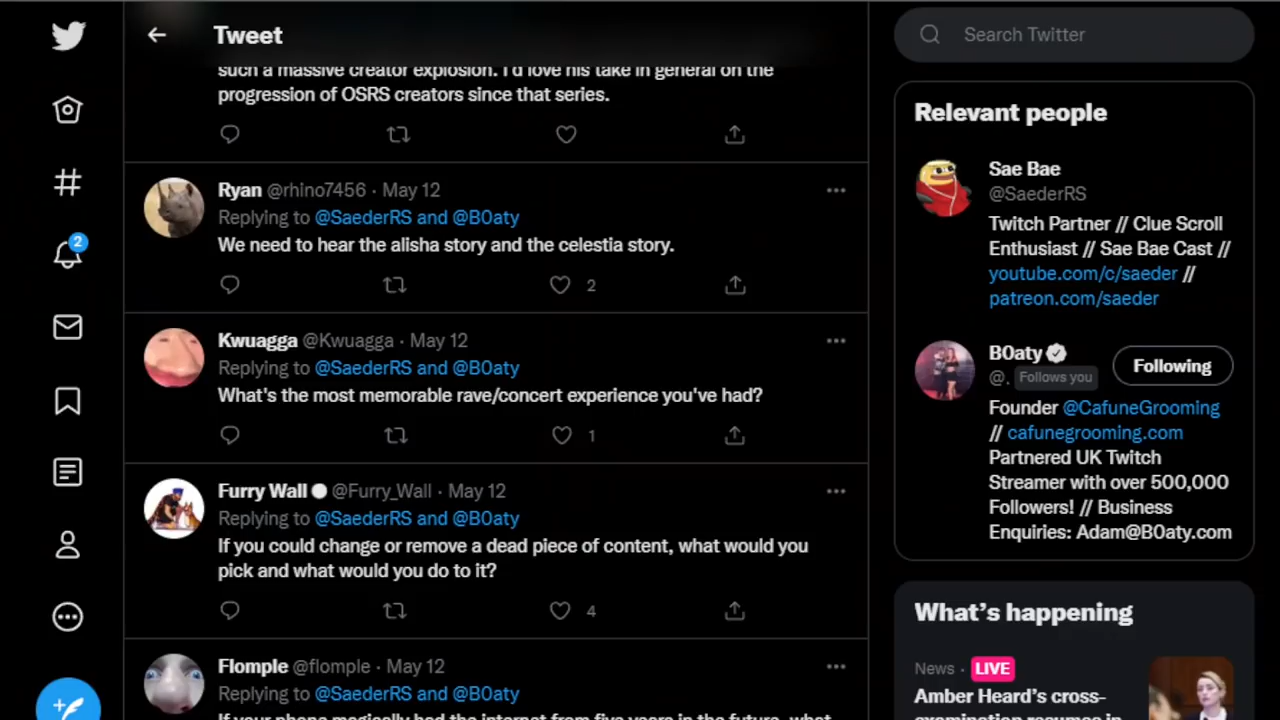 Tweet
such a massive creator explosion. I'd love his take in general on the
progression of OSRS creators since that series.
Ryan @rhino7456 · May 12
Replying to @SaederRS and @B0aty
We need to hear the alisha story and the celestia story.
2
Kwuagga @Kwuagga · May 12
Replying to @SaederRS and @B0aty
What's the most memorable rave/concert experience you've had?
1
Furry Wall @Furry_Wall · May 12
Replying to @SaederRS and @B0aty
If you could change or remove a dead piece of content, what would you
pick and what would you do to it?
4
Flomple @flomple · May 12
Replying to @SaederRS and @B0aty
If your phone magically had the internet from five years in the future, what
2
Search Twitter
Relevant people
Sae Bae
@SaederRS
Twitch Partner // Clue Scroll
Enthusiast // Sae Bae Cast //
youtube.com/c/saeder //
patreon.com/saeder
B0aty
@. Follows you
Following
Founder @CafuneGrooming
// cafunegrooming.com
Partnered UK Twitch
Streamer with over 500,000
Followers! // Business
Enquiries: Adam@B0aty.com
What's happening
News · LIVE
Amber Heard's cross-
examination resumes in